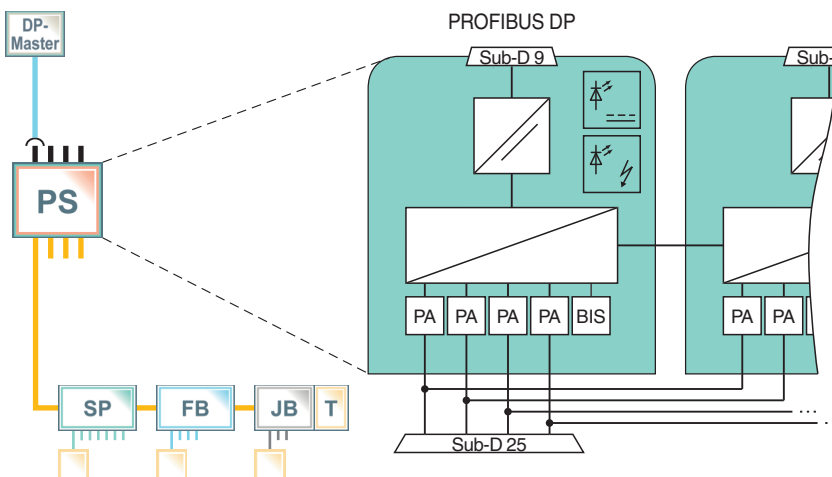 DP-
Master
PROFIBUS DP
Sub-D 9
Sub-
PS
PA PA PA PA BIS
PA PA
SP FB JB T
Sub-D 25